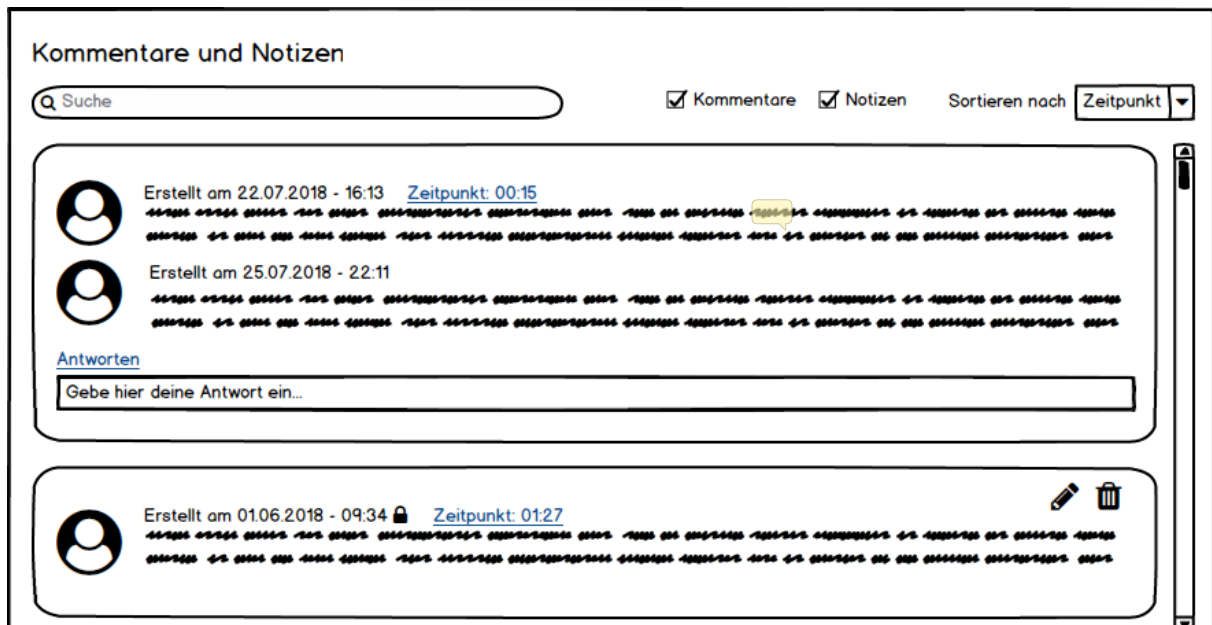 Kommentare und Notizen
Suche
Kommentare Notizen Sortieren nach Zeitpunkt
Erstellt am 22.07.2018 - 16:13 Zeitpunkt: 00:15
Erstellt am 25.07.2018 - 22:11
Antworten
Gebe hier deine Antwort ein...
Erstellt am 01.06.2018 - 09:34 Zeitpunkt: 01:27